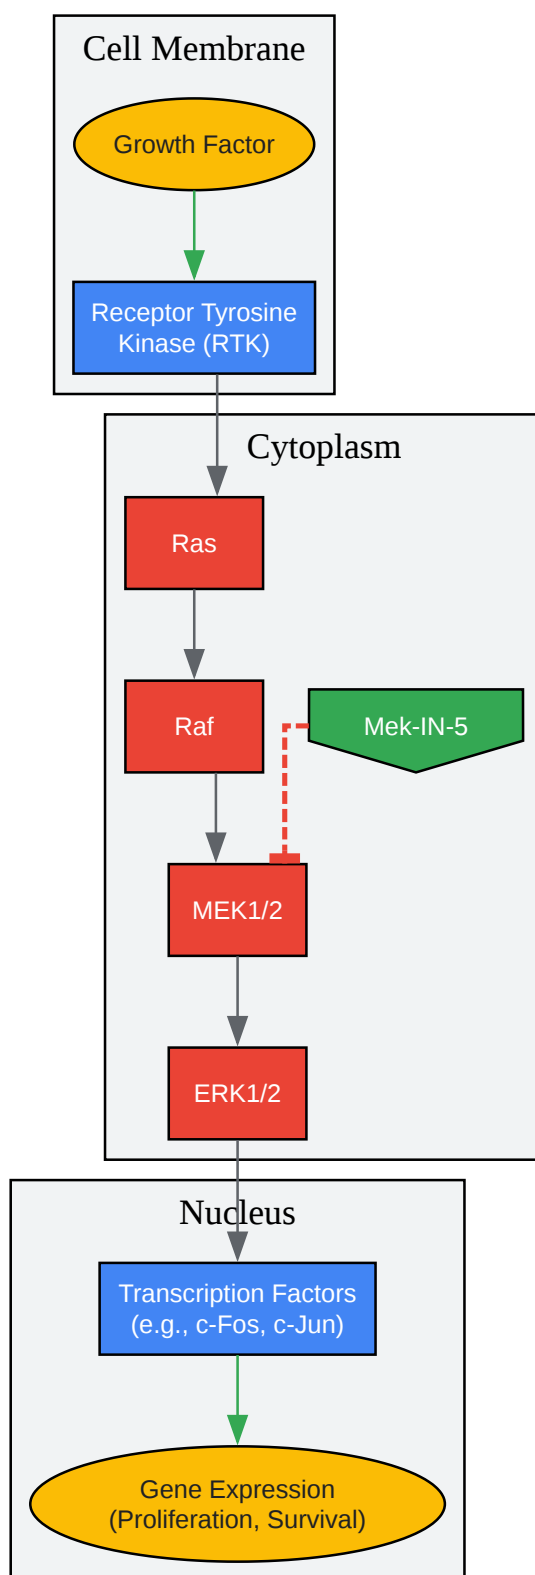 Cell Membrane
Growth Factor
Receptor Tyrosine
Kinase (RTK)
Cytoplasm
Ras
Raf
Mek-IN-5
MEK1/2
ERK1/2
Nucleus
Transcription Factors
(e.g., c-Fos, c-Jun)
Gene Expression
(Proliferation, Survival)